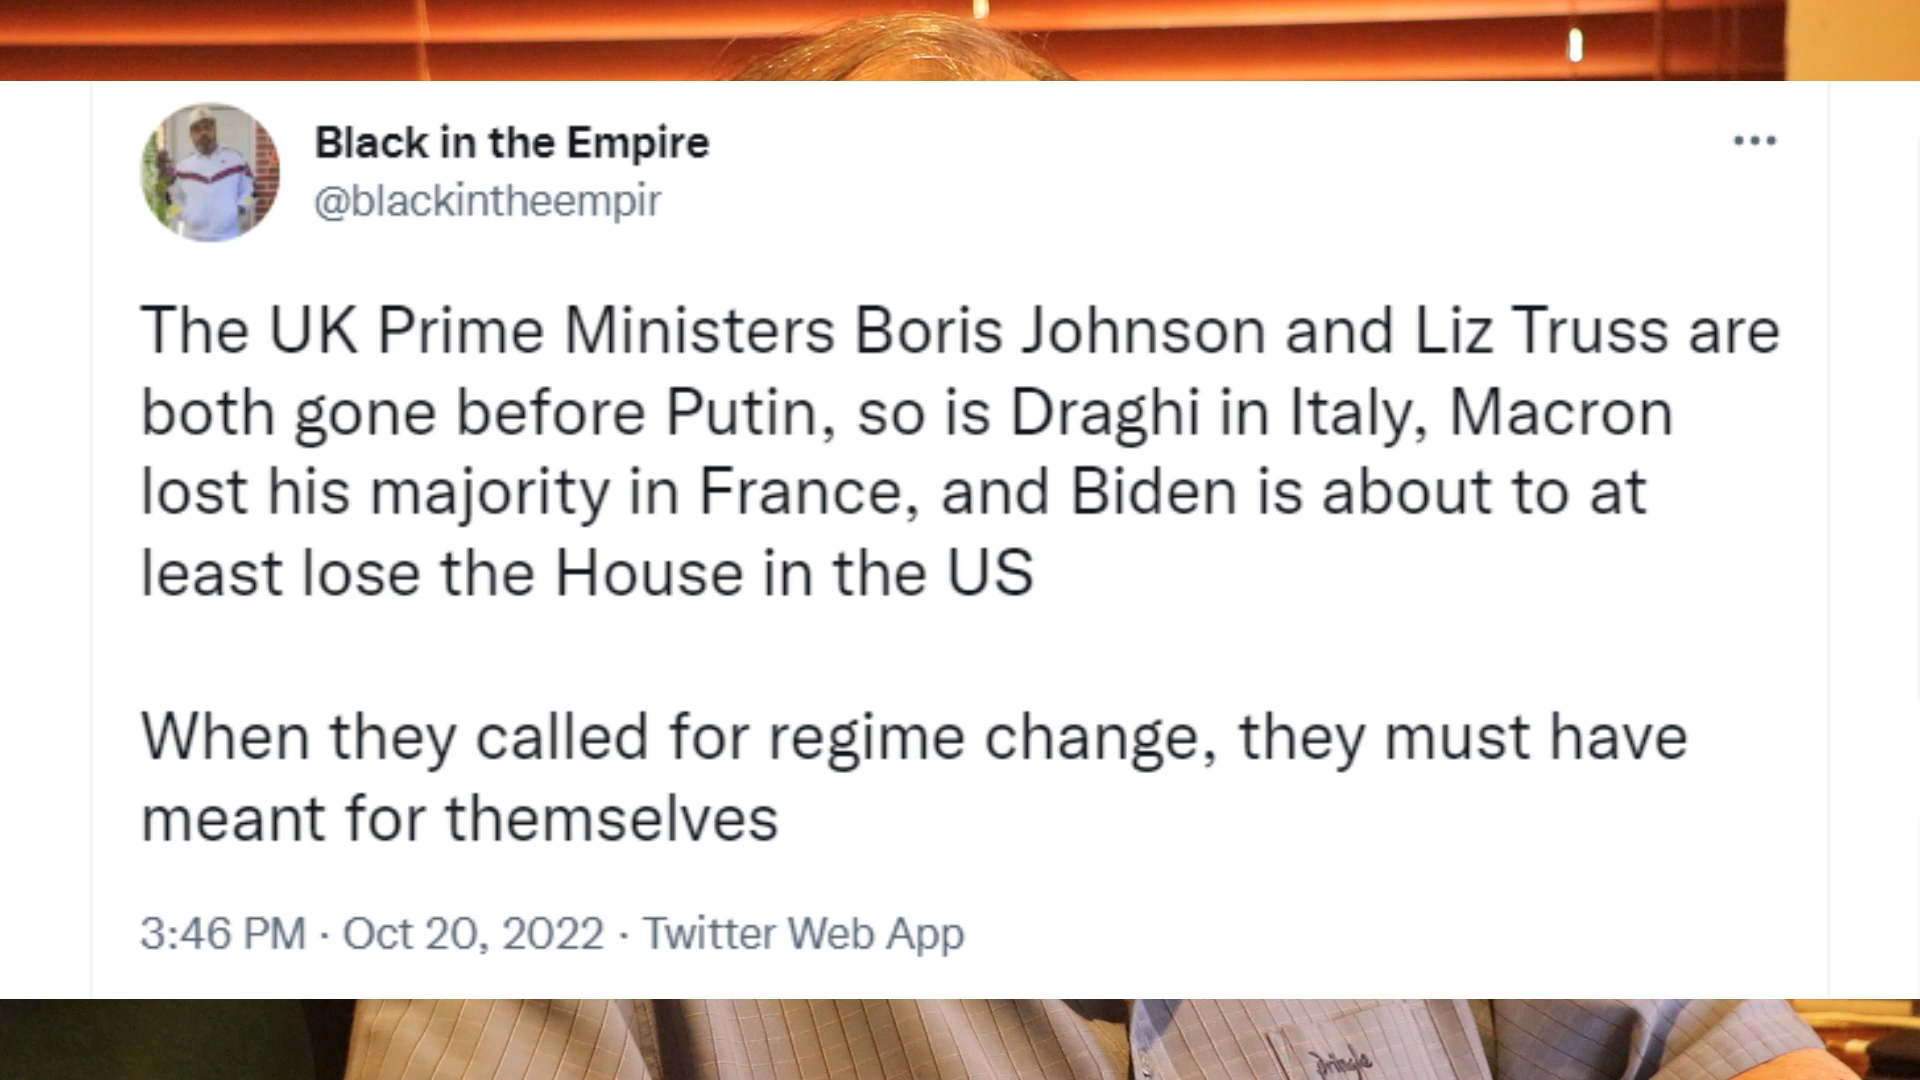 Black in the Empire
@blackintheempir
The UK Prime Ministers Boris Johnson and Liz Truss are
both gone before Putin, so is Draghi in Italy, Macron
lost his majority in France, and Biden is about to at
least lose the House in the US
When they called for regime change, they must have
meant for themselves
3:46 PM · Oct 20, 2022 · Twitter Web App
pringle